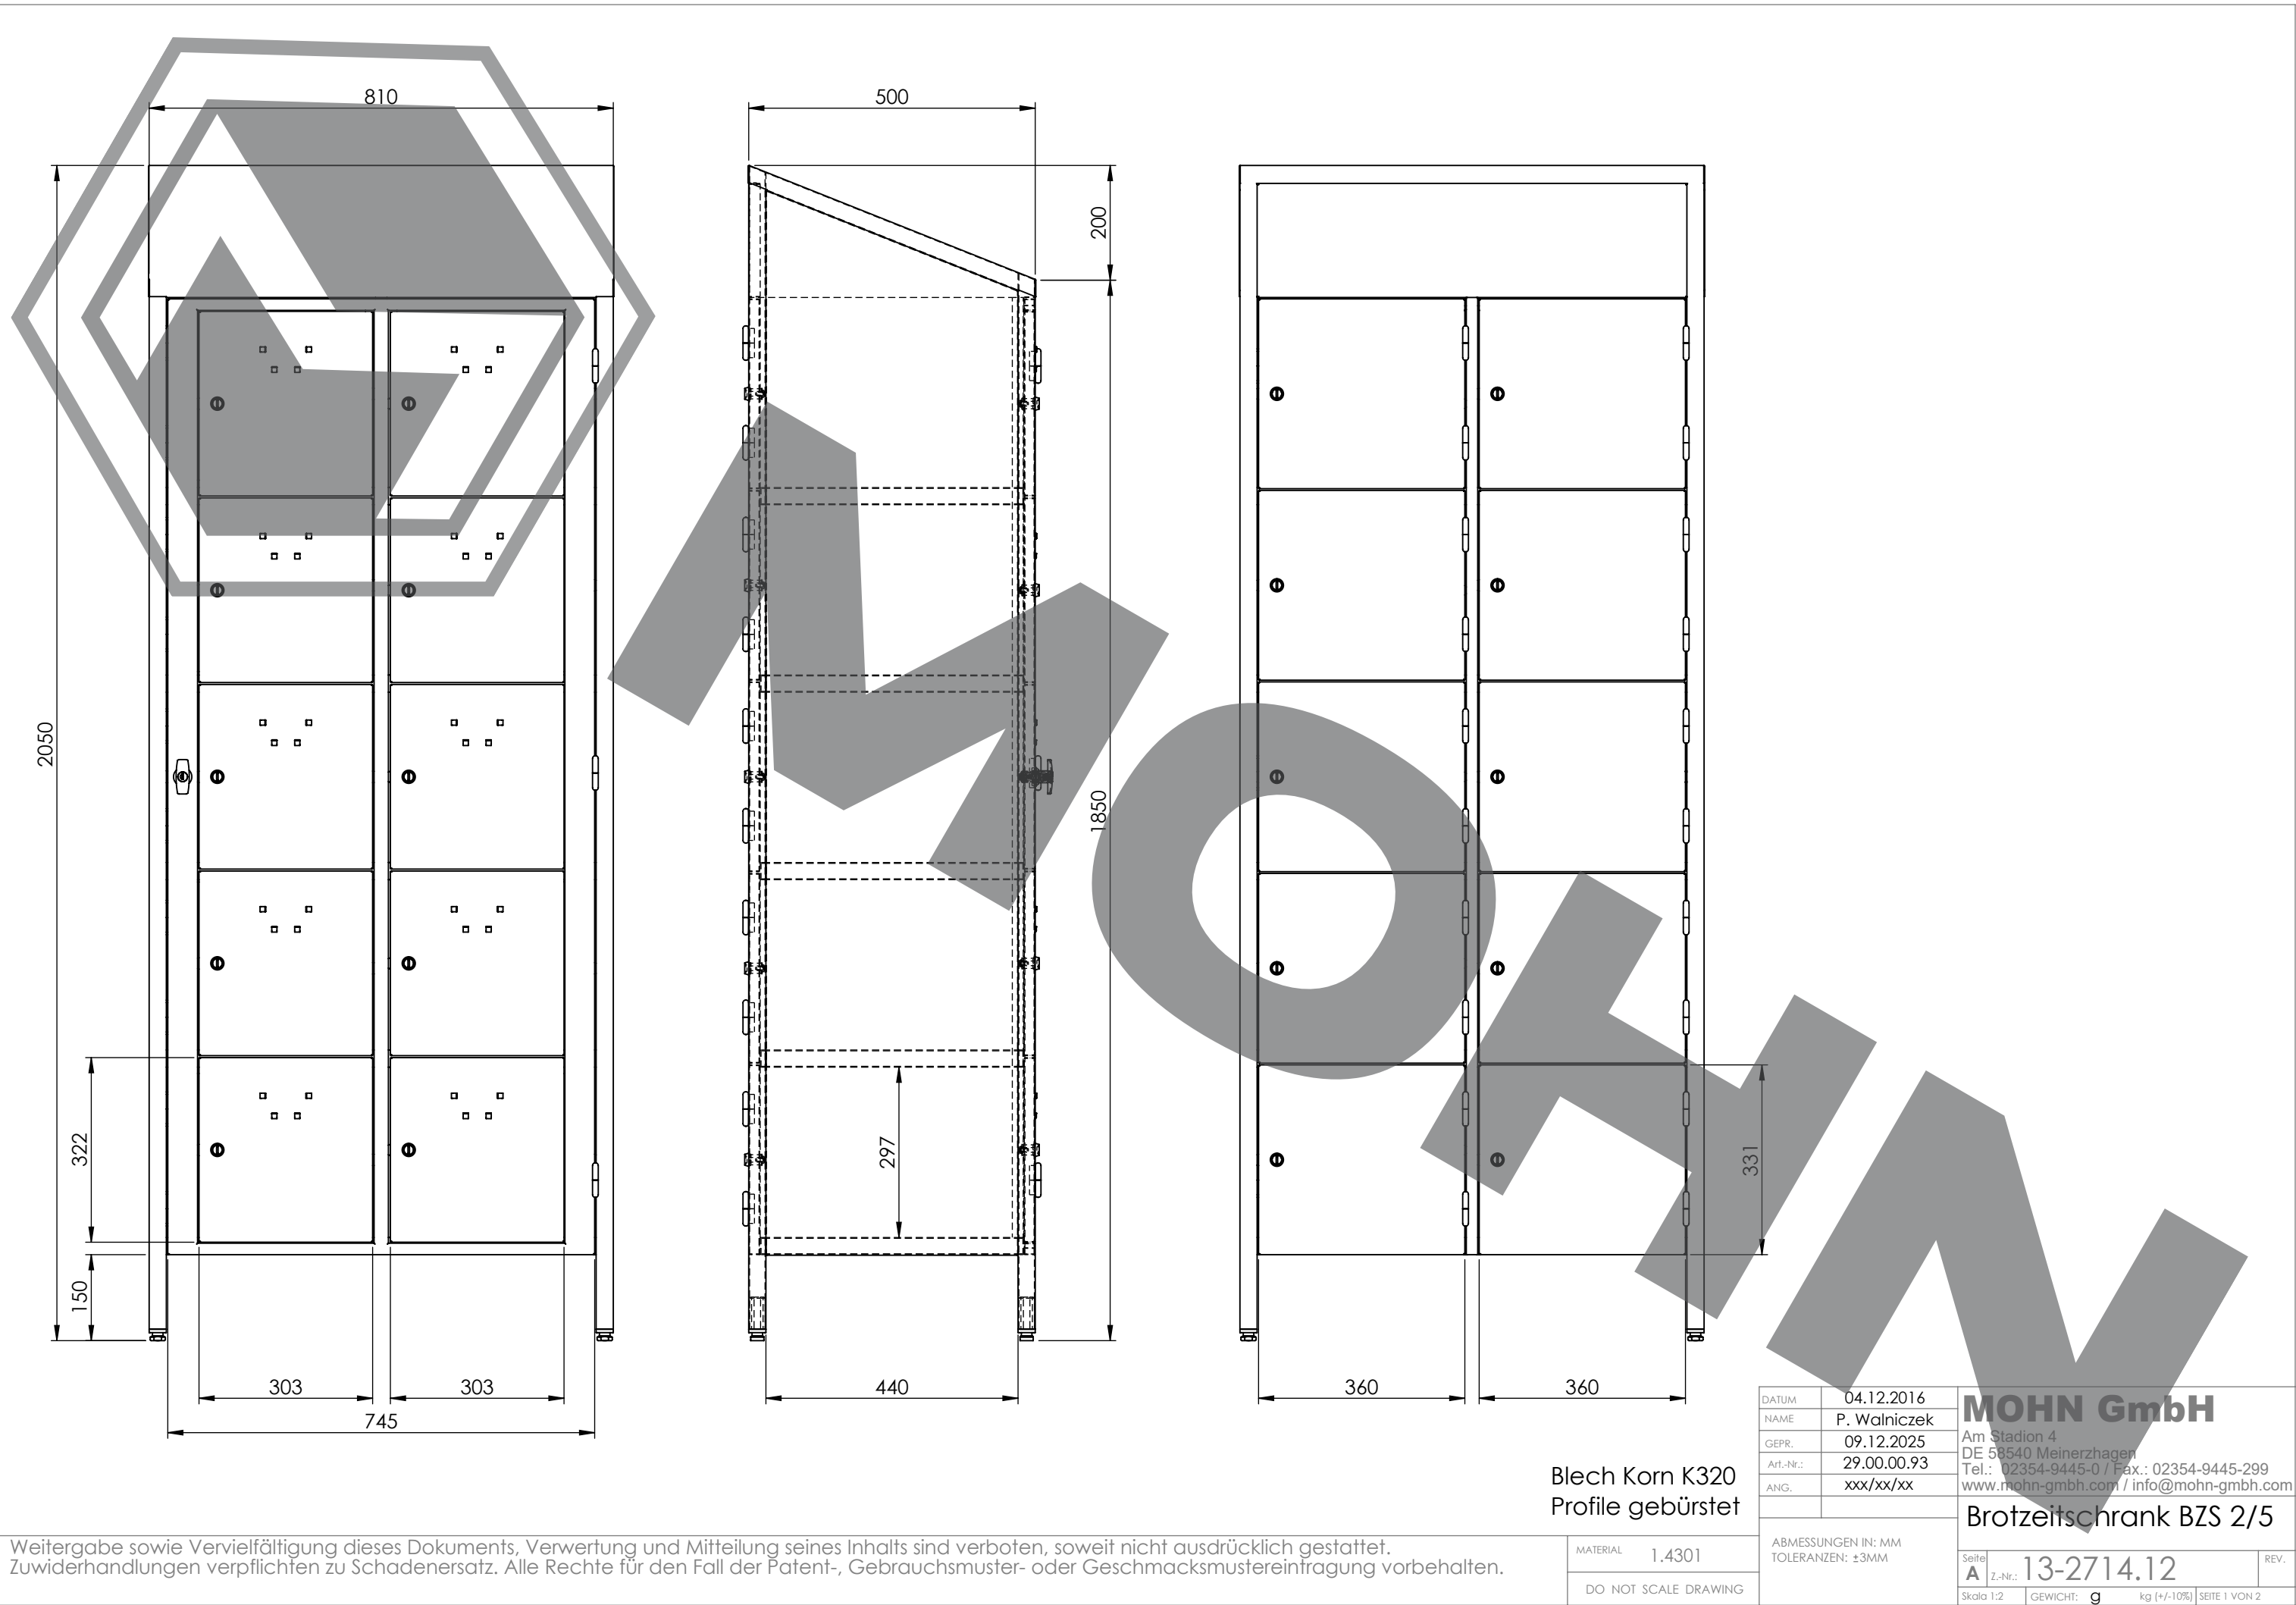 810
500
200
2050
1850
322
297
331
150
303
303
440
360
360
745
MOHN
Blech Korn K320
Profile gebürstet
DATUM 04.12.2016
NAME P. Walniczek
GEPR. 09.12.2025
Art.-Nr.: 29.00.00.93
ANG. xxx/xx/xx
MOHN GmbH
Am Stadion 4
DE 58540 Meinerzhagen
Tel.: 02354-9445-0 / Fax.: 02354-9445-299
www.mohn-gmbh.com / info@mohn-gmbh.com
Brotzeitschrank BZS 2/5
Weitergabe sowie Vervielfältigung dieses Dokuments, Verwertung und Mitteilung seines Inhalts sind verboten, soweit nicht ausdrücklich gestattet.
Zuwiderhandlungen verpflichten zu Schadenersatz. Alle Rechte für den Fall der Patent-, Gebrauchsmuster- oder Geschmacksmustereintragung vorbehalten.
MATERIAL 1.4301
DO NOT SCALE DRAWING
ABMESSUNGEN IN: MM
TOLERANZEN: ±3MM
Seite A Z.-Nr.: 13-2714.12 REV.
Skala 1:2 GEWICHT: g kg (+/-10%) SEITE 1 VON 2